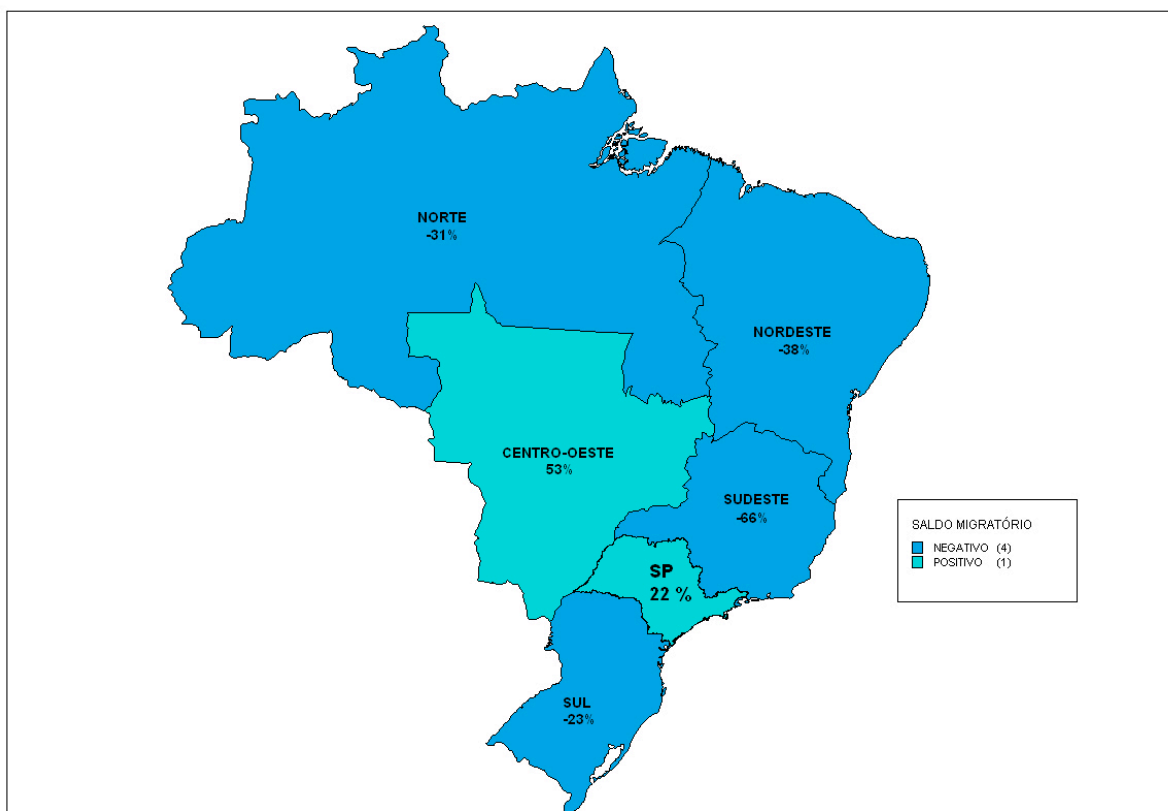 NORTE
-31%
NORDESTE
-38%
CENTRO-OESTE
53%
SUDESTE
-66%
SALDO MIGRATÓRIO
NEGATIVO (4)
POSITIVO (1)
SP
22 %
SUL
-23%